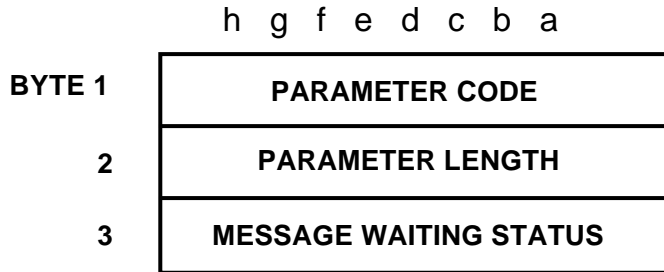 h g f e d c b a
BYTE 1 PARAMETER CODE
2 PARAMETER LENGTH
3 MESSAGE WAITING STATUS